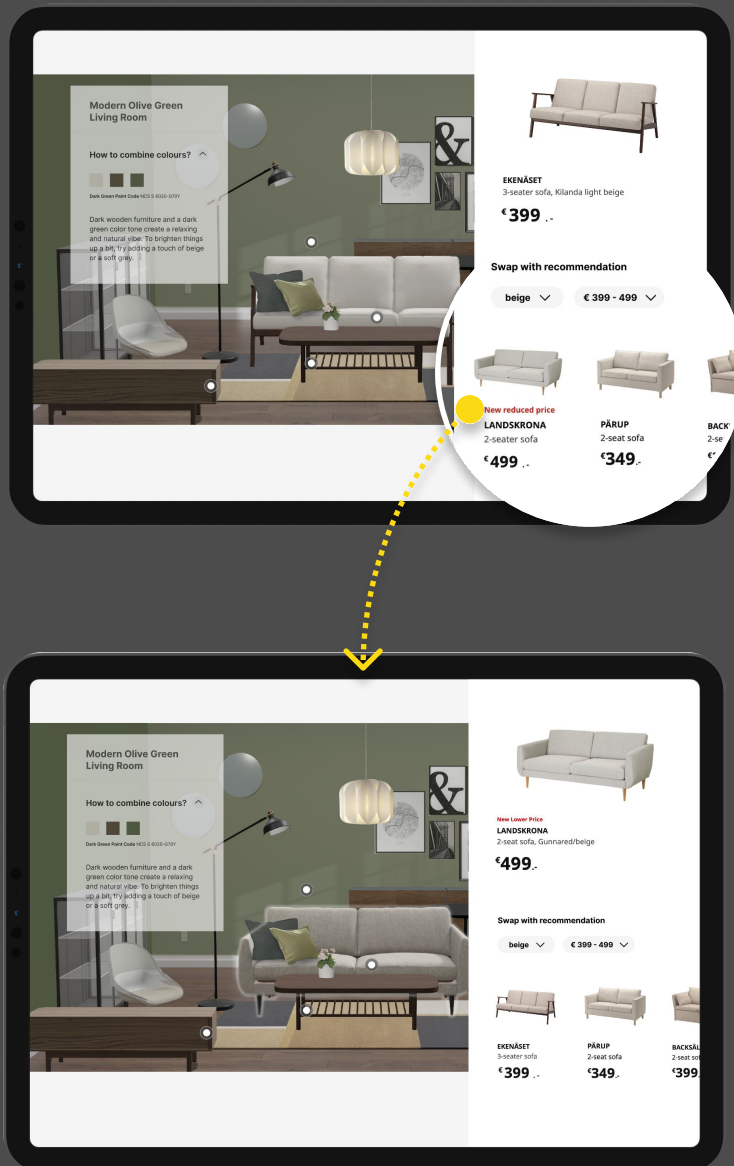 Modern Olive Green
Living Room
How to combine colours?
Dark Green Paint Code NCS S 6020-G70Y
Dark wooden furniture and a dark
green color tone create a relaxing
and natural vibe. To brighten things
up a bit, try adding a touch of beige
or a soft grey.
&
EKENÄSET
3-seater sofa, Kilanda light beige
€399.-
Swap with recommendation
beige
€ 399 - 499
New reduced price
LANDSKRONA
2-seater sofa
€499.-
PÄRUP
2-seat sofa
€349.-
BACK
2-se
€
Modern Olive Green
Living Room
How to combine colours?
Dark Green Paint Code NCS S 6020-G70Y
Dark wooden furniture and a dark
green color tone create a relaxing
and natural vibe. To brighten things
up a bit, try adding a touch of beige
or a soft grey.
&
New Lower Price
LANDSKRONA
2-seat sofa, Gunnared/beige
€499.-
Swap with recommendation
beige
€ 399 - 499
EKENÄSET
3-seater sofa
€399.-
PÄRUP
2-seat sofa
€349.-
BACKSÄL
2-seat sof
€399.